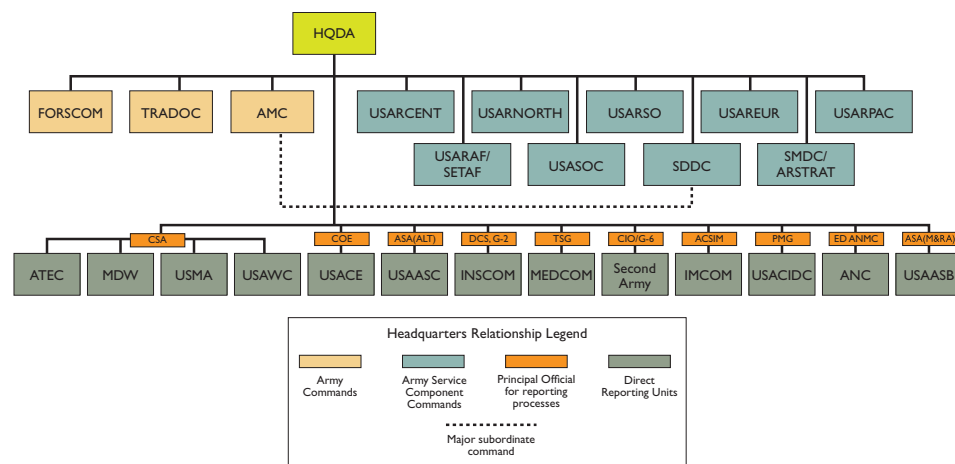 HQDA
FORSCOM
TRADOC
AMC
USARCENT
USARNORTH
USARSO
USAREUR
USARPAC
USARAF/
SETAF
USASOC
SDDC
SMDC/
ARSTRAT
CSA
COE
ASA(ALT)
DCS, G-2
TSG
CIO/G-6
ACSIM
PMG
ED ANMC
ASA(M&RA)
ATEC
MDW
USMA
USAWC
USACE
USAASC
INSCOM
MEDCOM
Second
Army
IMCOM
USACIDC
ANC
USAASB
Headquarters Relationship Legend
Army
Commands
Army Service
Component
Commands
Principal Official
for reporting
processes
Direct
Reporting Units
Major subordinate
command